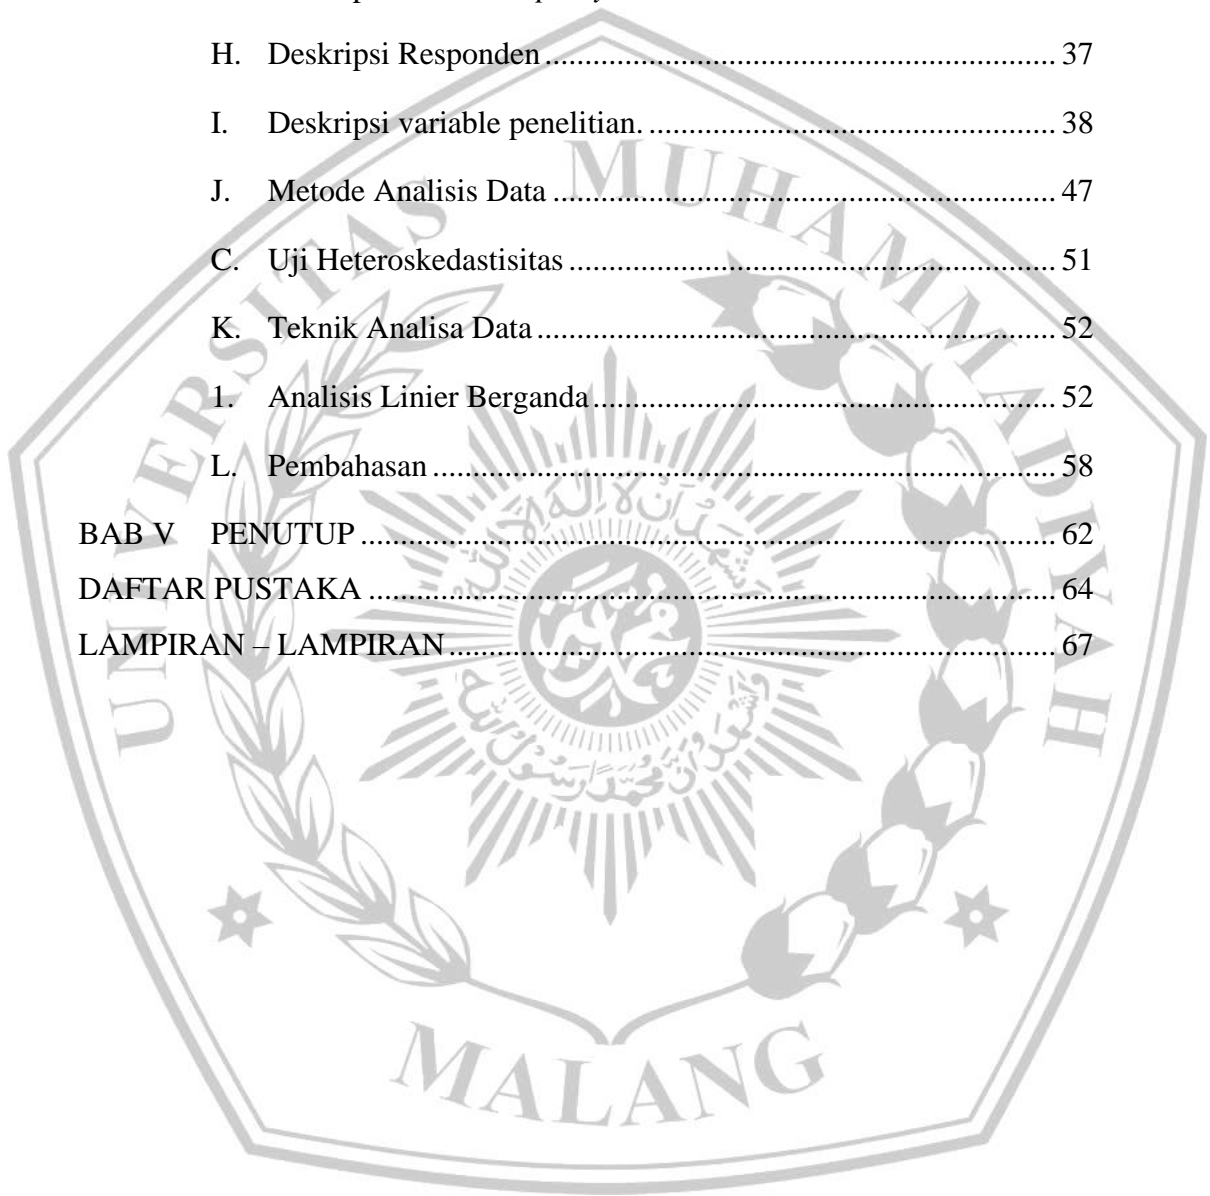 H. Deskripsi Responden ........................................................... 37
I. Deskripsi variable penelitian. ................................................ 38
J. Metode Analisis Data .......................................................... 47
C. Uji Heteroskedastisitas ........................................................ 51
K. Teknik Analisa Data ............................................................ 52
1. Analisis Linier Berganda ..................................................... 52
L. Pembahasan ....................................................................... 58
BAB V PENUTUP .................................................................. 62
DAFTAR PUSTAKA ............................................................... 64
LAMPIRAN – LAMPIRAN ....................................................... 67
UNIVERSITAS MUHAMMADIYAH
MALANG